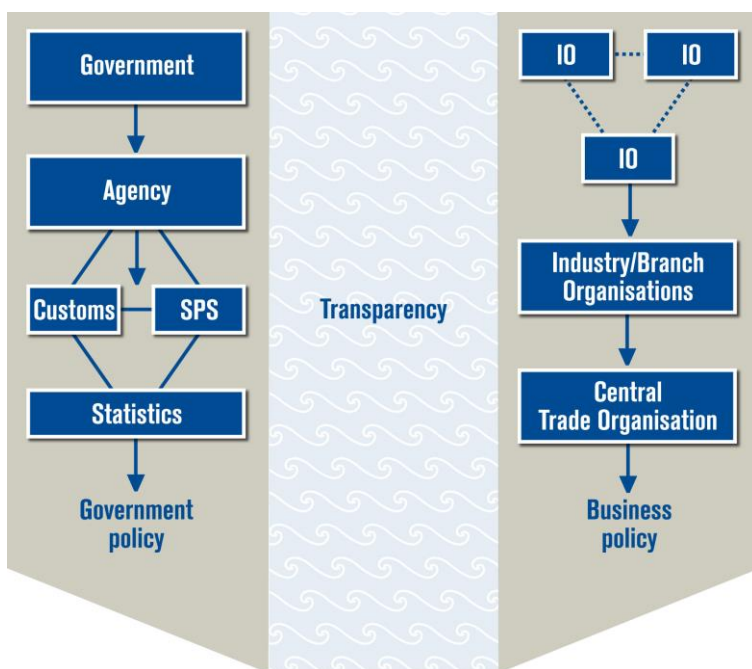 Government
Agency
Customs
SPS
Statistics
Government
policy
Transparency
IO
IO
IO
Industry/Branch
Organisations
Central
Trade Organisation
Business
policy